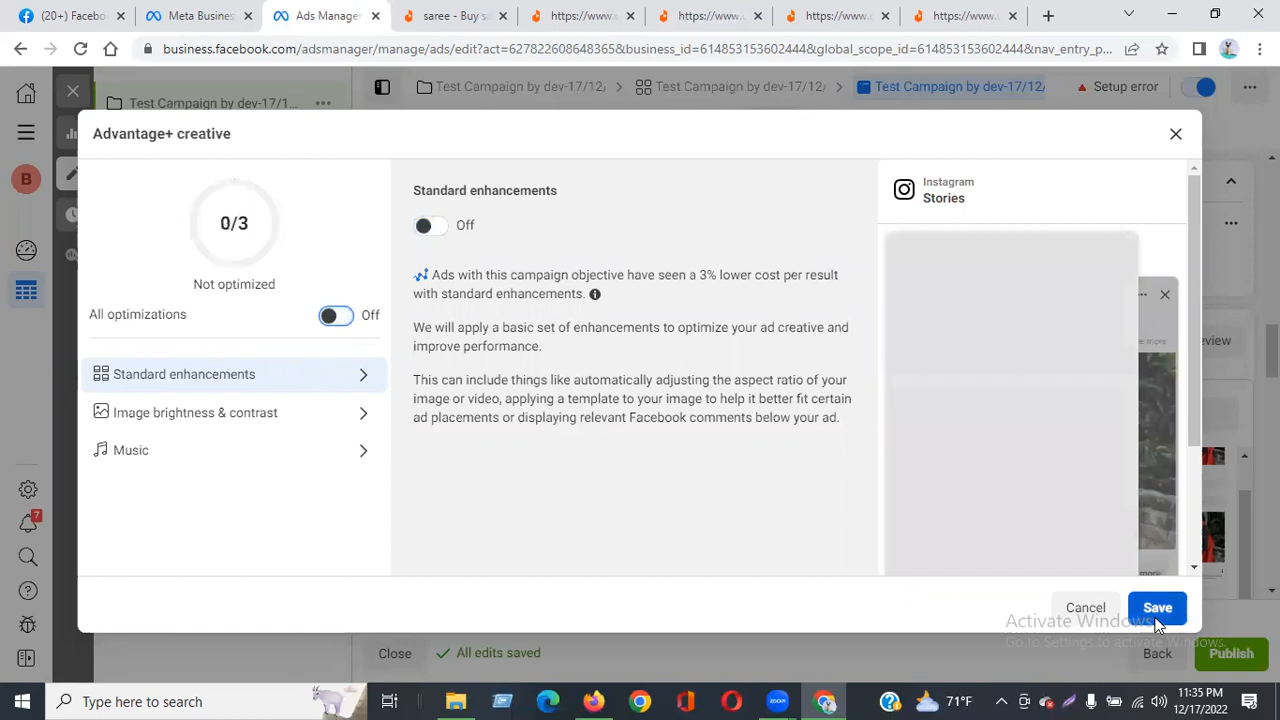 (20+) Facebo
Meta Business
Ads Manager
saree - Buy sa
https://www.a
https://www.
https://www.
https://www.
business.facebook.com/adsmanager/manage/ads/edit?act=627822608648365&business_id=6148531536024444&global_scope_id=6148531536024444&nav_entry_p...
Test Campaign by dev-17/1...
Test Campaign by dev-17/12/
Test Campaign by dev-17/12/
Test Campaign by dev-17/12/
Setup error
B
7
Advantage+ creative
0/3
Not optimized
All optimizations
Off
Standard enhancements
Image brightness & contrast
Music
Standard enhancements
Off
Ads with this campaign objective have seen a 3% lower cost per result
with standard enhancements.
We will apply a basic set of enhancements to optimize your ad creative and
improve performance.
This can include things like automatically adjusting the aspect ratio of your
image or video, applying a template to your image to help it better fit certain
ad placements or displaying relevant Facebook comments below your ad.
Instagram
Stories
Cancel
Save
Activate Windows
Go to Settings to activate Windows.
Close
All edits saved
Back
Publish
Type here to search
zoom
71°F
11:35 PM
12/17/2022